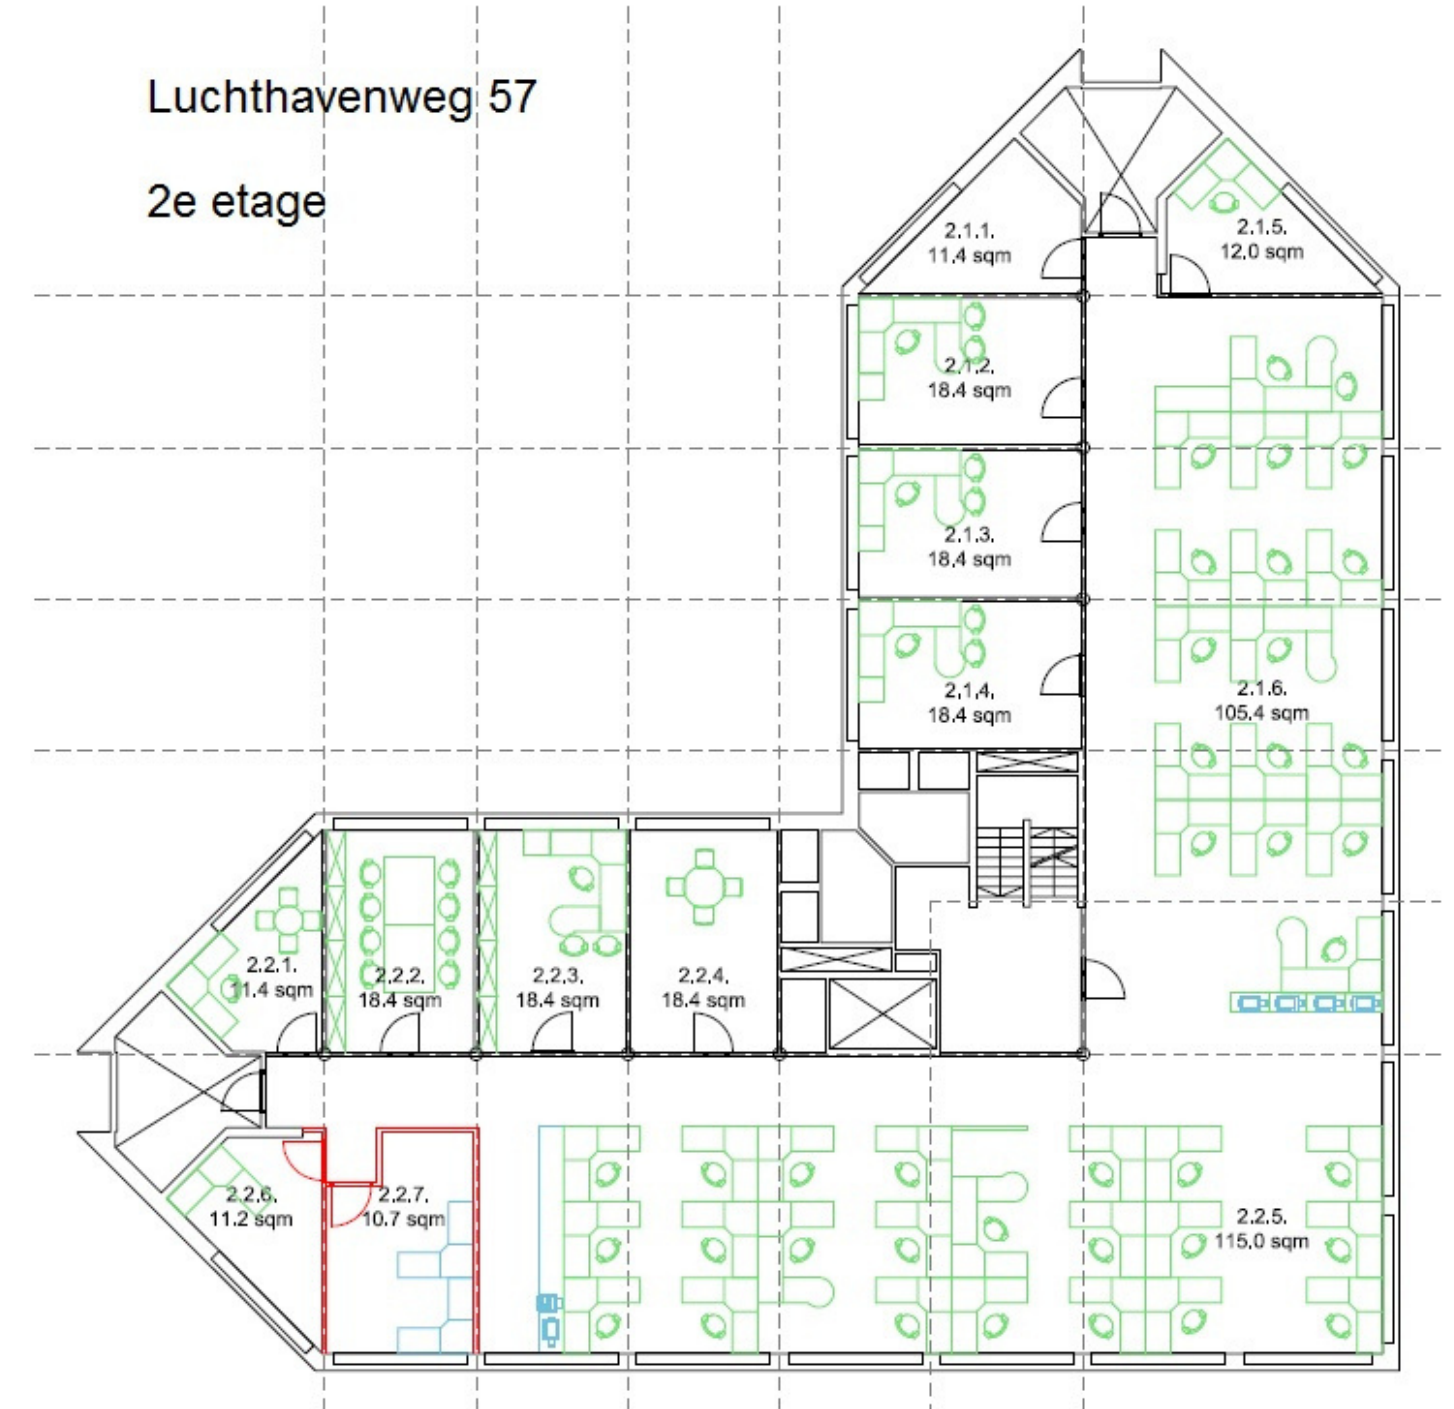 Luchthavenweg 57
2e etage
2.1.1.
11.4 sqm
2.1.5.
12.0 sqm
2.1.2.
18.4 sqm
2.1.3.
18.4 sqm
2.1.4.
18.4 sqm
2.1.6.
105.4 sqm
2.2.1.
11.4 sqm
2.2.2.
18.4 sqm
2.2.3.
18.4 sqm
2.2.4.
18.4 sqm
2.2.6.
11.2 sqm
2.2.7.
10.7 sqm
2.2.5.
115.0 sqm